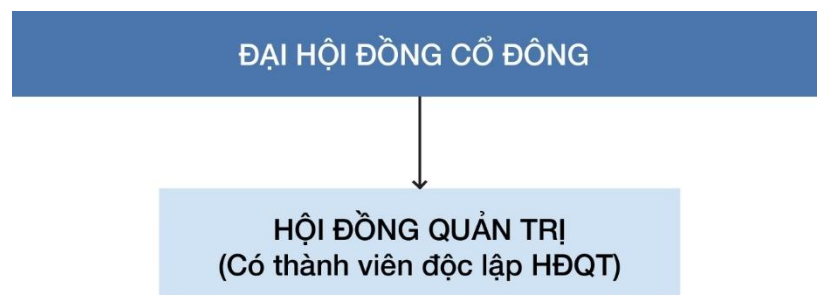 ĐẠI HỘI ĐỒNG CỔ ĐÔNG
HỘI ĐỒNG QUẢN TRỊ
(Có thành viên độc lập HĐQT)